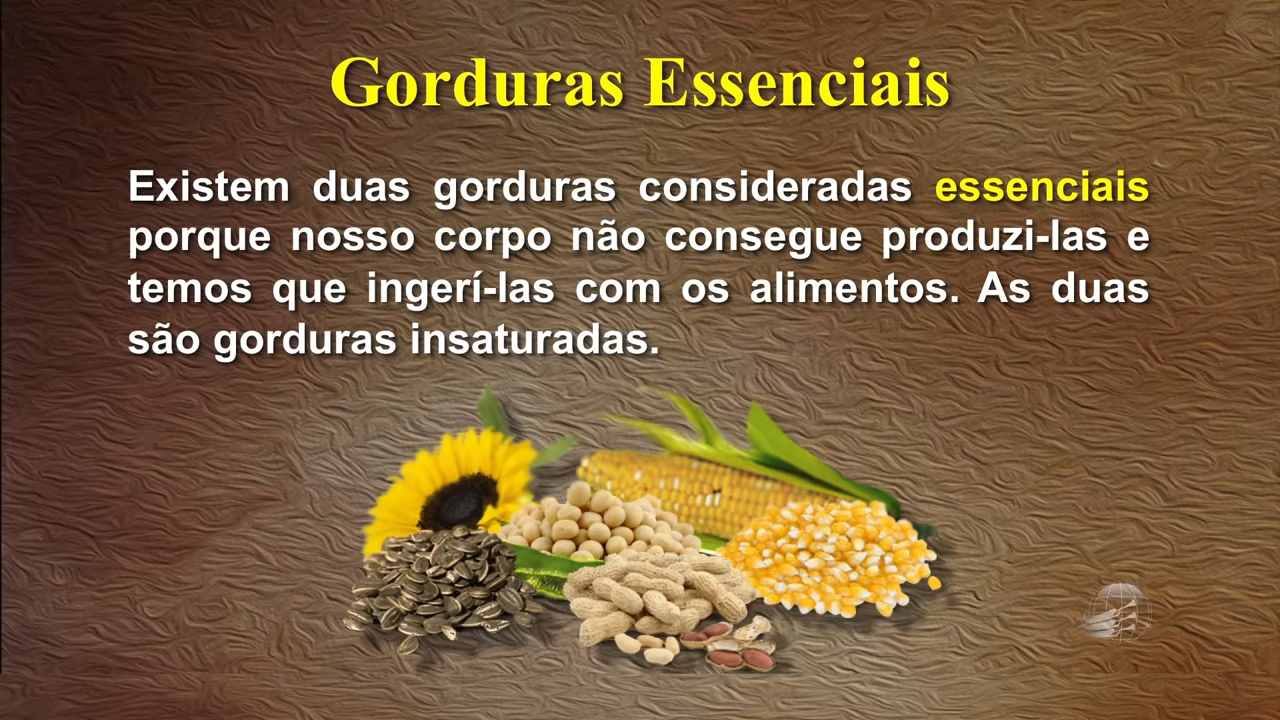 Gorduras Essenciais
Existem duas gorduras consideradas essenciais
porque nosso corpo não consegue produzi-las e
temos que ingerí-las com os alimentos. As duas
são gorduras insaturadas.